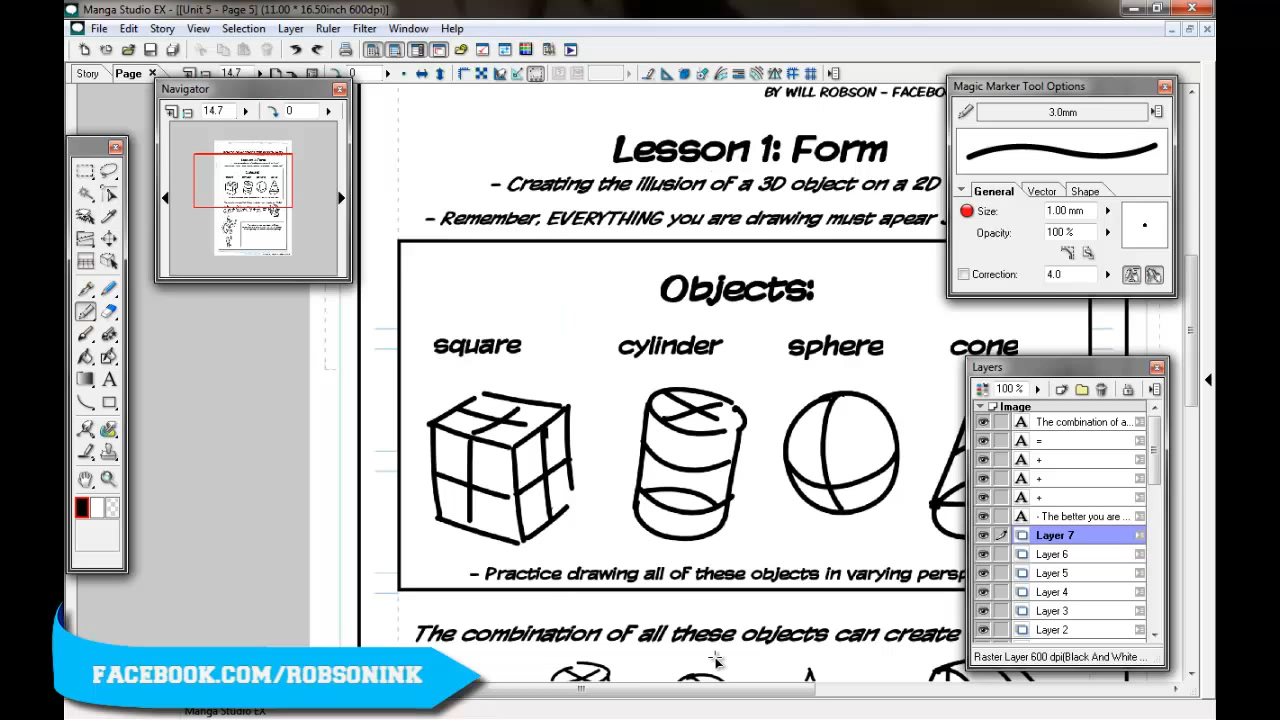 Manga Studio EX - [[Unit 5 - Page 5] (11.00 * 16.50inch 600dpi)]
File Edit Story View Selection Layer Ruler Filter Window Help
Story Page 14.7 0
Navigator
14.7 0
BY WILL ROBSON - FACEBO
Lesson 1: Form
- Creating the illusion of a 3D object on a 2D
- Remember, EVERYTHING you are drawing must apear
Objects:
square cylinder sphere cone
- Practice drawing all of these objects in varying persp
The combination of all these objects can create
Magic Marker Tool Options
3.0mm
General Vector Shape
Size: 1.00 mm
Opacity: 100 %
Correction: 4.0
Layers
100 %
Image
The combination of a...
=
+
+
+
- The better you are ...
Layer 7
Layer 6
Layer 5
Layer 4
Layer 3
Layer 2
Raster Layer 600 dpi(Black And White ...
FACEBOOK.COM/ROBSONINK
Manga Studio EX